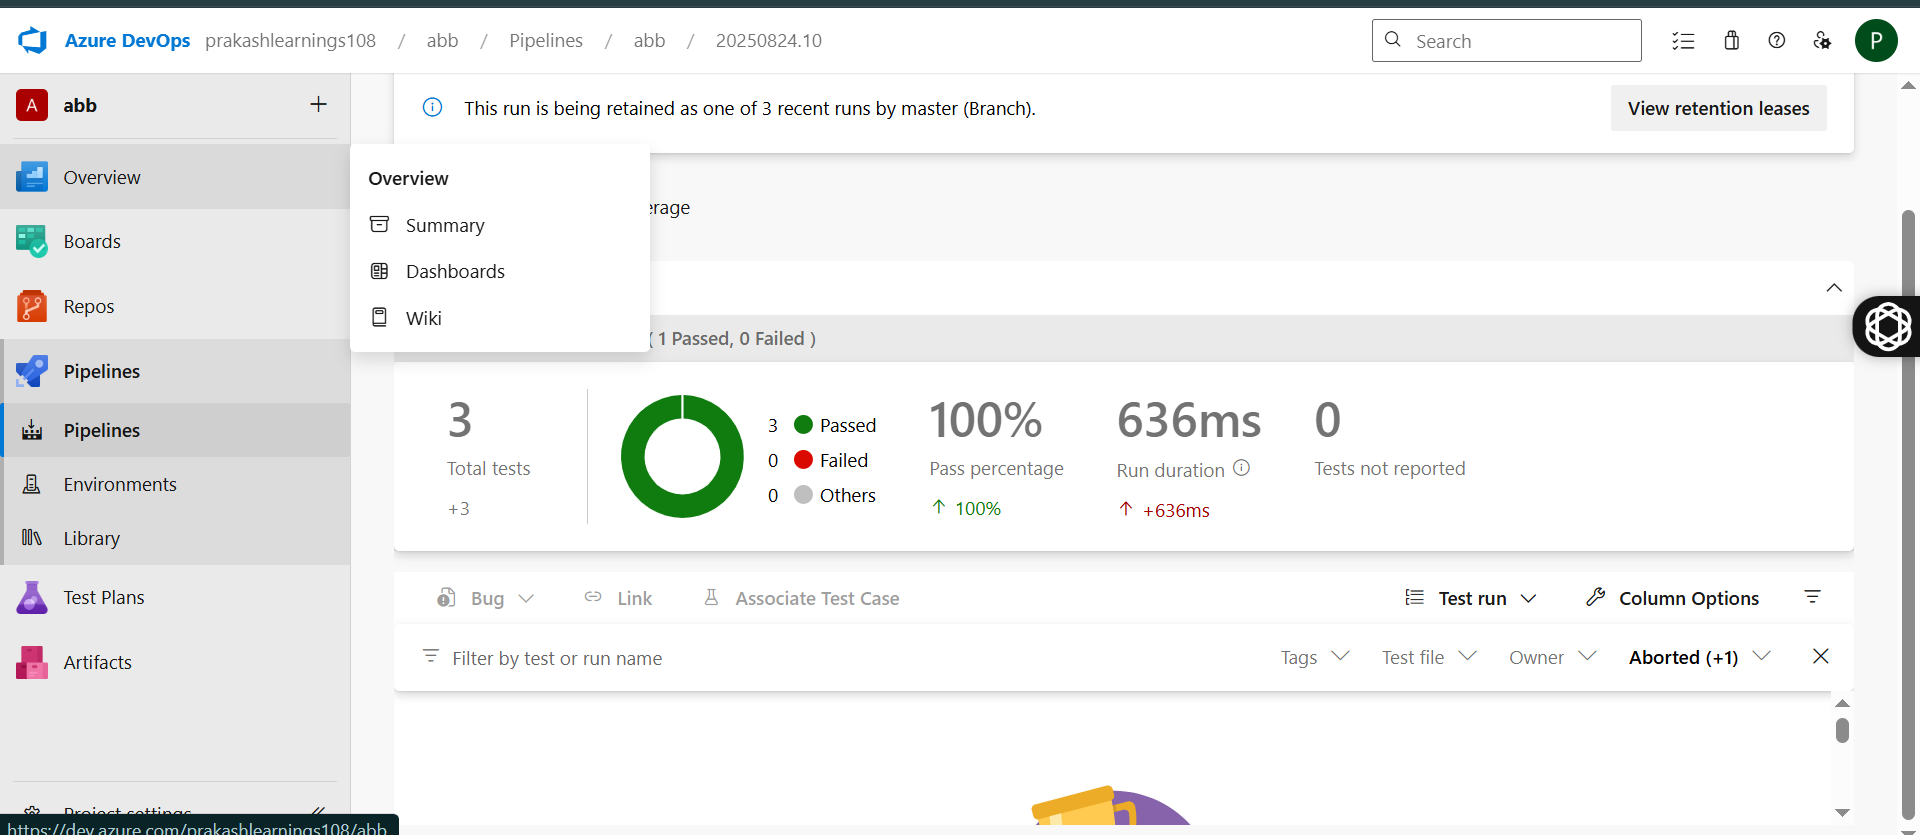 Azure DevOps prakashlearnings108 / abb / Pipelines / abb / 20250824.10
Search
P
A abb
Overview
Boards
Repos
Pipelines
Pipelines
Environments
Library
Test Plans
Artifacts
Project settings
https://dev.azure.com/prakashlearnings108/abb
Overview
Summary
Dashboards
Wiki
This run is being retained as one of 3 recent runs by master (Branch).
View retention leases
( 1 Passed, 0 Failed )
3
Total tests
+3
3 Passed
0 Failed
0 Others
100%
Pass percentage
100%
636ms
Run duration
+636ms
0
Tests not reported
Bug Link Associate Test Case Test run Column Options
Filter by test or run name Tags Test file Owner Aborted (+1)